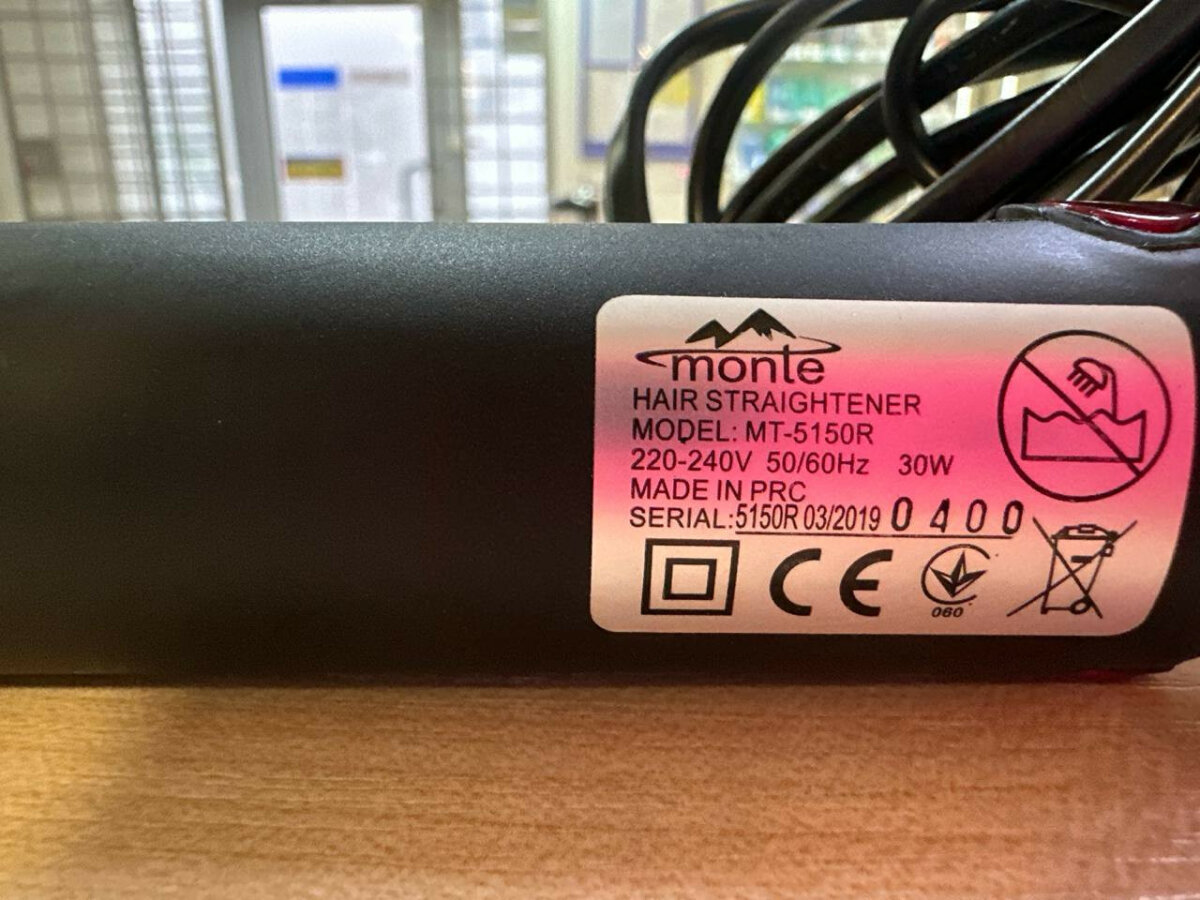 monte
HAIR STRAIGHTENER
MODEL: MT-5150R
220-240V 50/60Hz 30W
MADE IN PRC
SERIAL: 5150R 03/2019 0400
CE
060